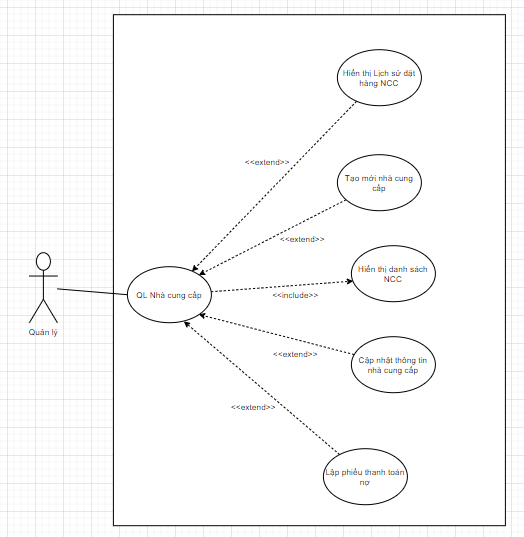 Hiển thị Lịch sử đặt
hàng NCC
<<extend>>
Tạo mới nhà cung
cấp
<<extend>>
Hiển thị danh sách
NCC
QL Nhà cung cấp
<<include>>
Quản lý
<<extend>>
Cập nhật thông tin
nhà cung cấp
<<extend>>
Lập phiếu thanh toán
nợ